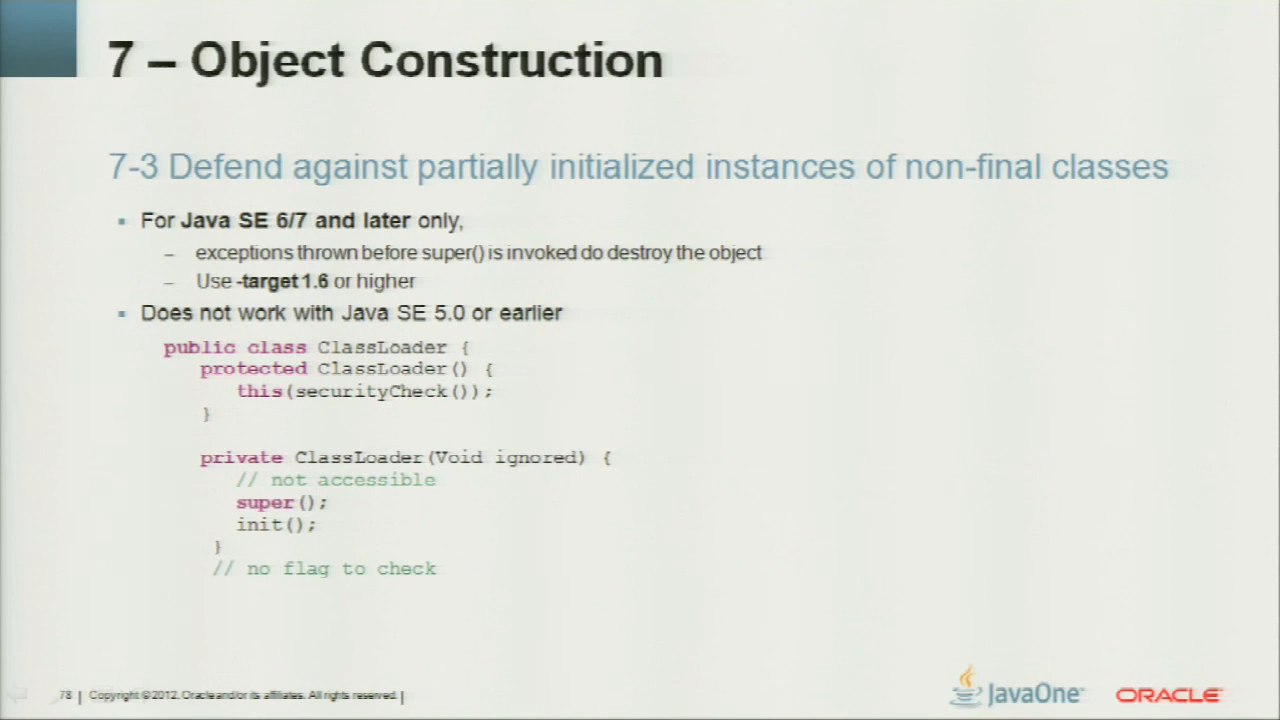 7 – Object Construction
7-3 Defend against partially initialized instances of non-final classes
▪ For Java SE 6/7 and later only,
– exceptions thrown before super() is invoked do destroy the object
– Use -target 1.6 or higher
▪ Does not work with Java SE 5.0 or earlier
public class ClassLoader {
protected ClassLoader() {
this(securityCheck());
}
private ClassLoader(Void ignored) {
// not accessible
super();
init();
}
// no flag to check
78 | Copyright © 2012, Oracle and/or its affiliates. All rights reserved. |
JavaOne™
ORACLE®